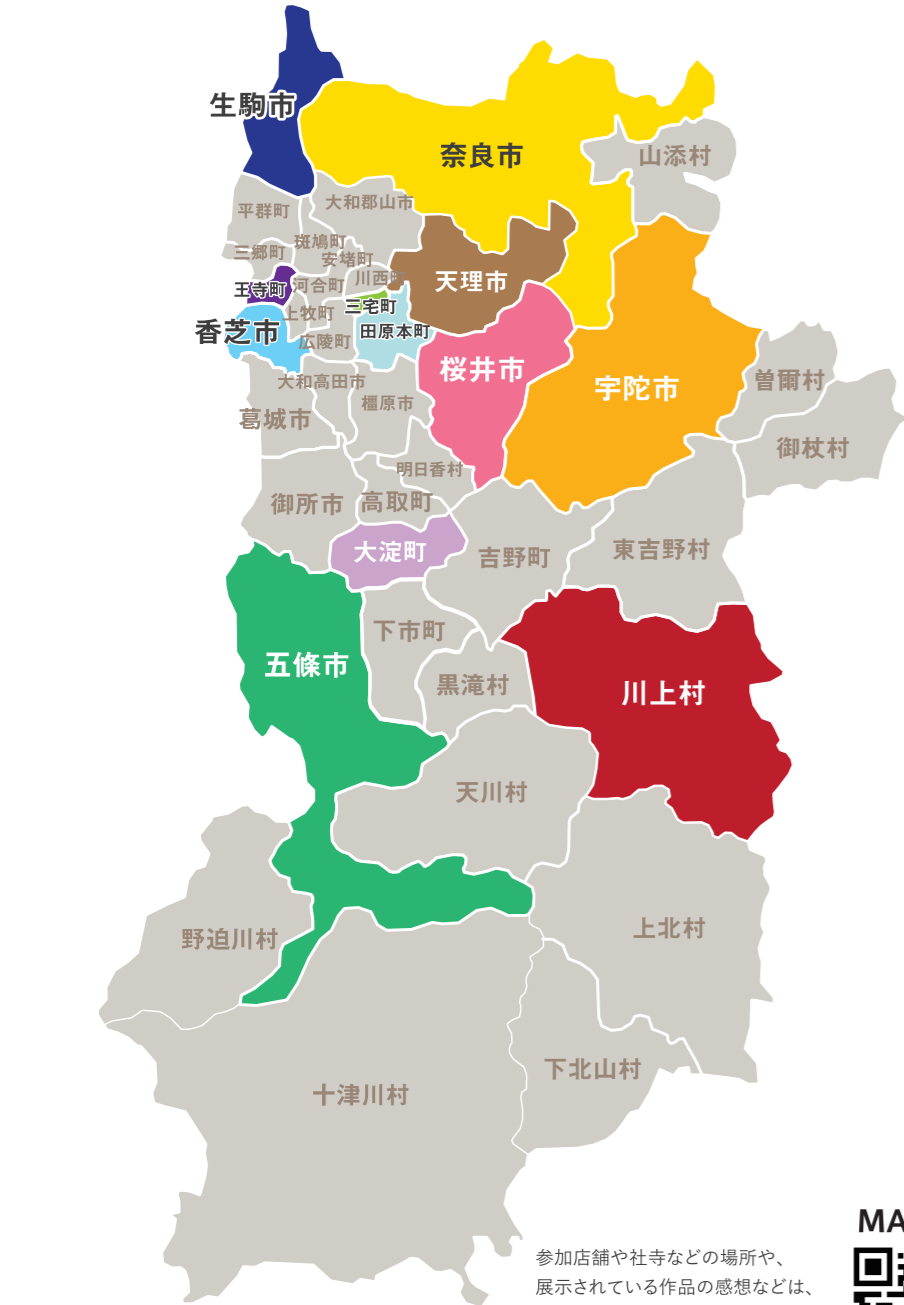 生駒市
奈良市
山添村
平群町
大和郡山市
斑鳩町
三郷町
安堵町
川西町
天理市
王寺町
河合町
三宅町
上牧町
香芝市
田原本町
広陵町
桜井市
宇陀市
曽爾村
大和高田市
橿原市
葛城市
御杖村
明日香村
御所市
高取町
大淀町
吉野町
東吉野村
下市町
五條市
黒滝村
川上村
天川村
野迫川村
上北村
下北山村
十津川村
MA
参加店舗や社寺などの場所や、
展示されている作品の感想などは、